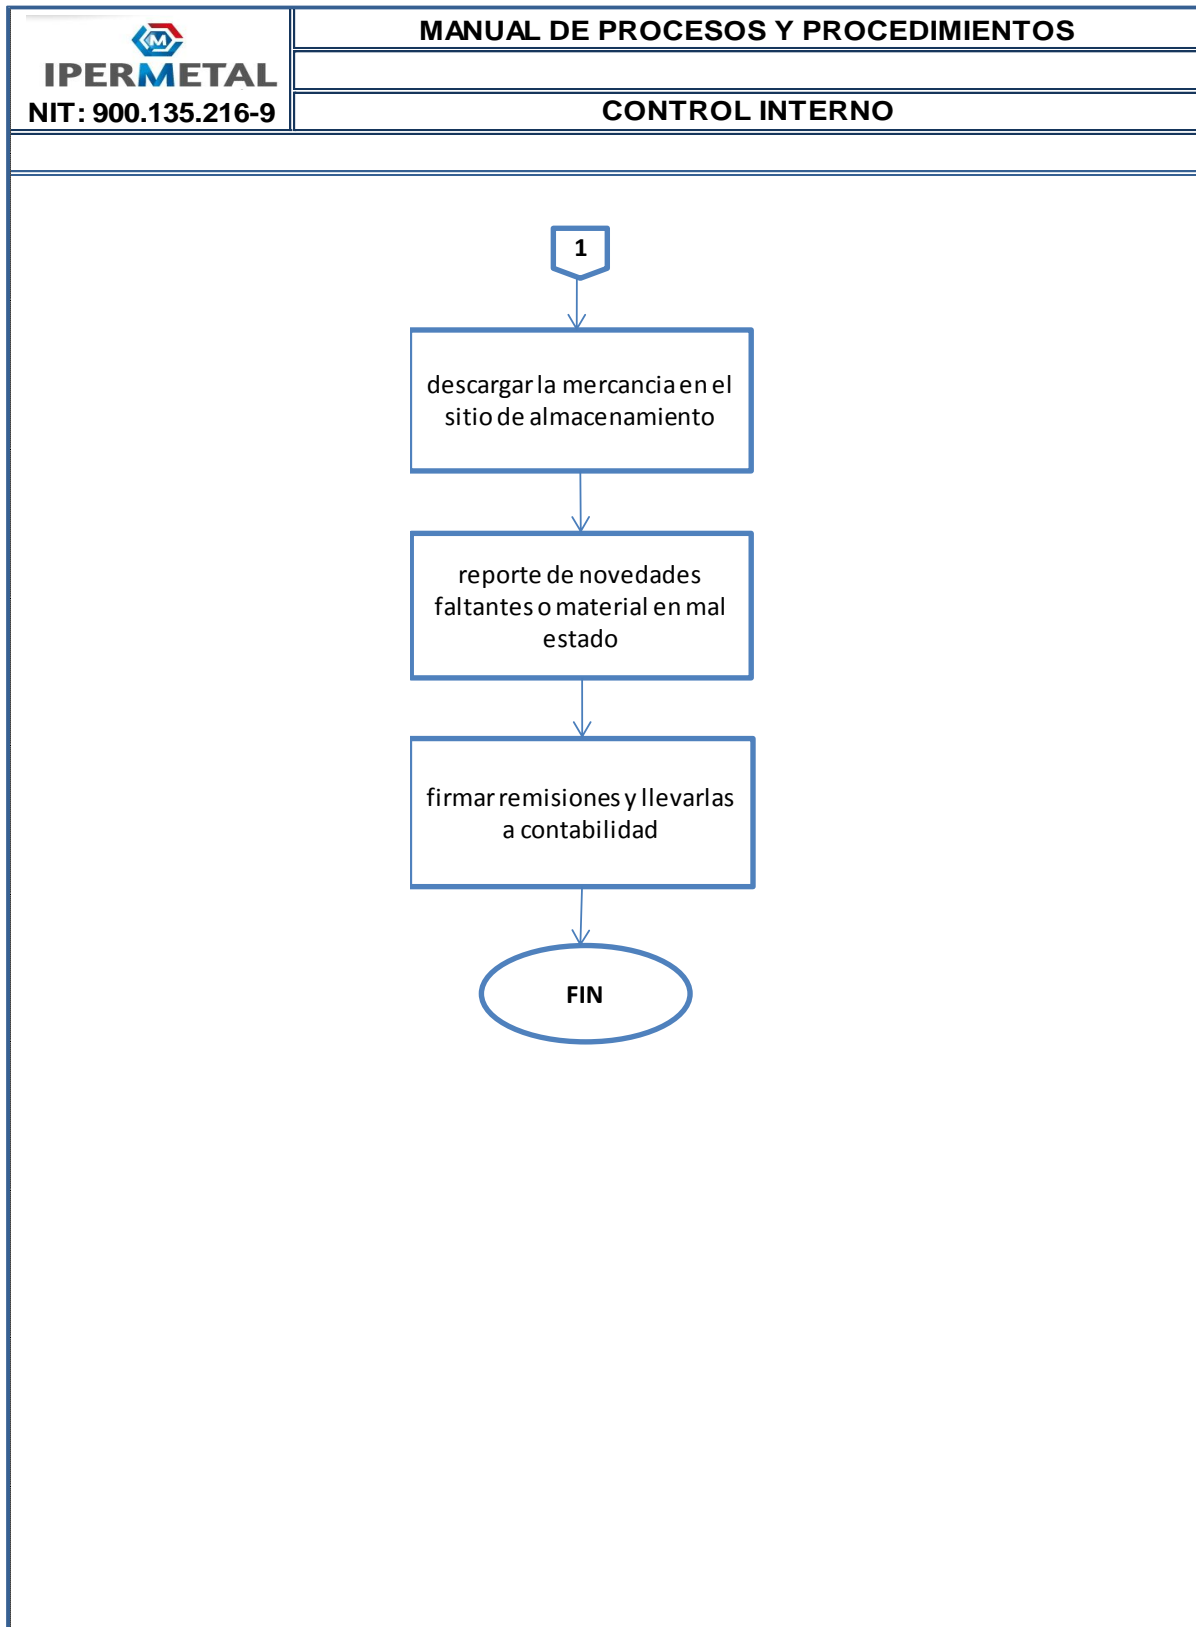 MANUAL DE PROCESOS Y PROCEDIMIENTOS
M
IPERMETAL
NIT: 900.135.216-9
CONTROL INTERNO
1
descargar la mercancia en el
sitio de almacenamiento
reporte de novedades
faltantes o material en mal
estado
firmar remisiones y llevarlas
a contabilidad
FIN